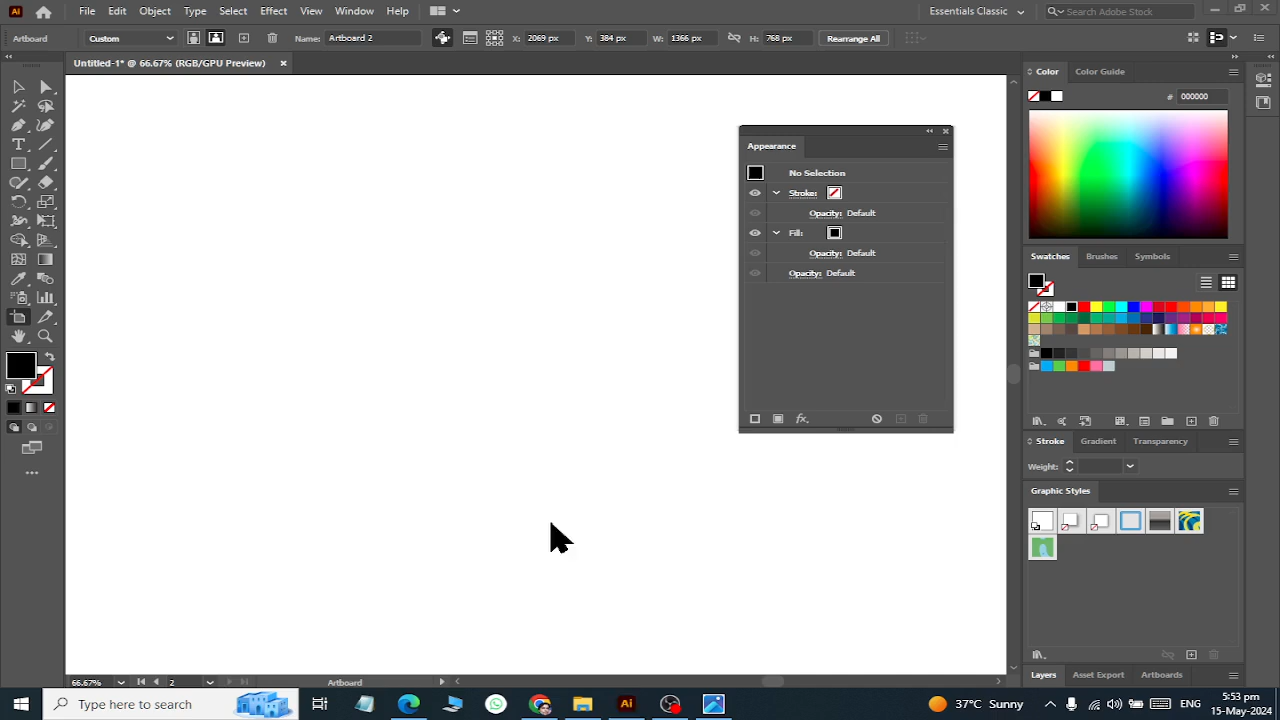 Ai File Edit Object Type Select Effect View Window Help Essentials Classic Search Adobe Stock
Artboard Custom Name: Artboard 2 X: 2069 px Y: 384 px W: 1366 px H: 768 px Rearrange All
Untitled-1* @ 66.67% (RGB/GPU Preview)
Color Color Guide
# 000000
Appearance
No Selection
Stroke:
Opacity: Default
Fill:
Opacity: Default
Opacity: Default
fx
Swatches Brushes Symbols
Stroke Gradient Transparency
Weight:
Graphic Styles
Layers Asset Export Artboards
66.67% 2 Artboard
Type here to search Ai 37°C Sunny ENG 5:53 pm
15-May-2024